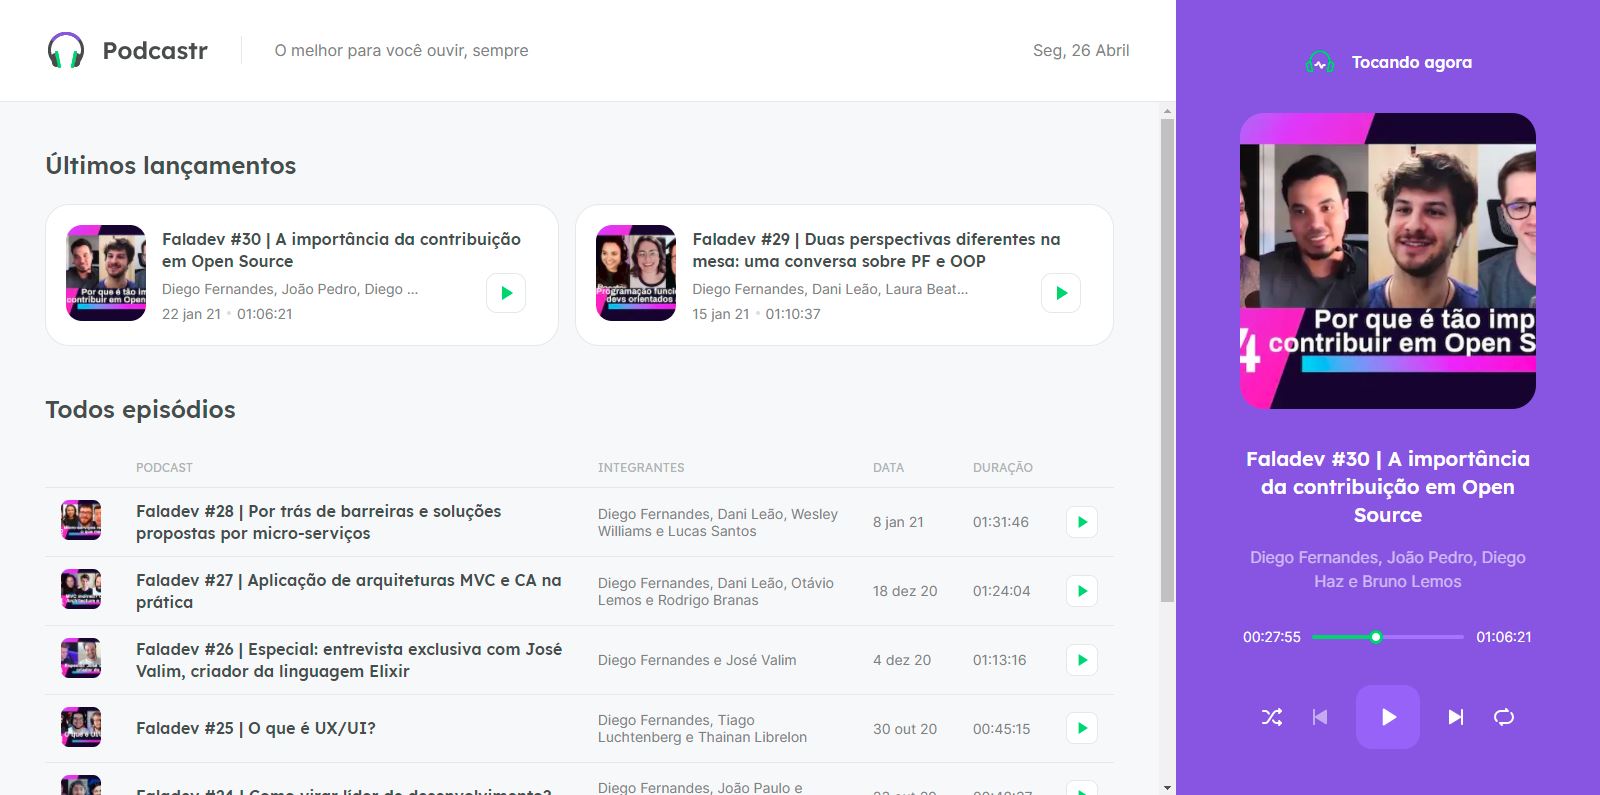 Podcastr
O melhor para você ouvir, sempre
Seg, 26 Abril
Últimos lançamentos
Por que é tão im
contribuir em Open
Faladev #30 | A importância da contribuição
em Open Source
Diego Fernandes, João Pedro, Diego ...
22 jan 21 • 01:06:21
Programação funci
devs orientados
Faladev #29 | Duas perspectivas diferentes na
mesa: uma conversa sobre PF e OOP
Diego Fernandes, Dani Leão, Laura Beat...
15 jan 21 • 01:10:37
Todos episódios
PODCAST INTEGRANTES DATA DURAÇÃO
Faladev #28 | Por trás de barreiras e soluções
propostas por micro-serviços
Diego Fernandes, Dani Leão, Wesley
Williams e Lucas Santos
8 jan 21
01:31:46
Faladev #27 | Aplicação de arquiteturas MVC e CA na
prática
Diego Fernandes, Dani Leão, Otávio
Lemos e Rodrigo Branas
18 dez 20
01:24:04
Faladev #26 | Especial: entrevista exclusiva com José
Valim, criador da linguagem Elixir
Diego Fernandes e José Valim
4 dez 20
01:13:16
Faladev #25 | O que é UX/UI?
Diego Fernandes, Tiago
Luchtenberg e Thainan Librelon
30 out 20
00:45:15
Faladev #24 | Como virar líder de desenvolvimento?
Diego Fernandes, João Paulo e
Tocando agora
Por que é tão imp
contribuir em Open S
4
Faladev #30 | A importância
da contribuição em Open
Source
Diego Fernandes, João Pedro, Diego
Haz e Bruno Lemos
00:27:55 01:06:21